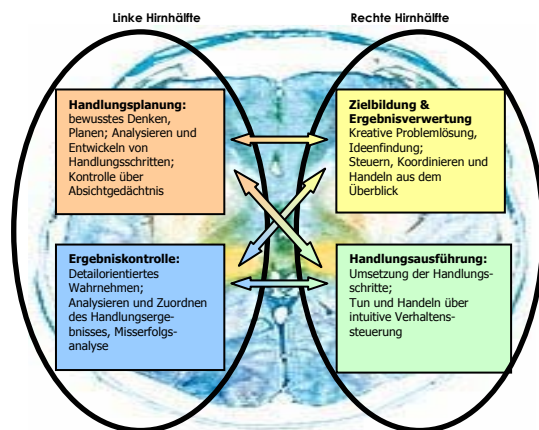 Linke Hirnhälfte
Rechte Hirnhälfte
Handlungsplanung:
bewusstes Denken,
Planen; Analysieren und
Entwickeln von
Handlungsschritten;
Kontrolle über
Absichtgedächtnis
Zielbildung &
Ergebnisverwertung
Kreative Problemlösung,
Ideenfindung;
Steuern, Koordinieren und
Handeln aus dem
Überblick
Ergebiskontrolle:
Detailorientiertes
Wahrnehmen;
Analysieren und Zuordnen
des Handlungserge-
bnisses, Misserfolgs-
analyse
Handlungsausführung:
Umsetzung der Handlungs-
schritte;
Tun und Handeln über
intuitive Verhaltens-
steuerung